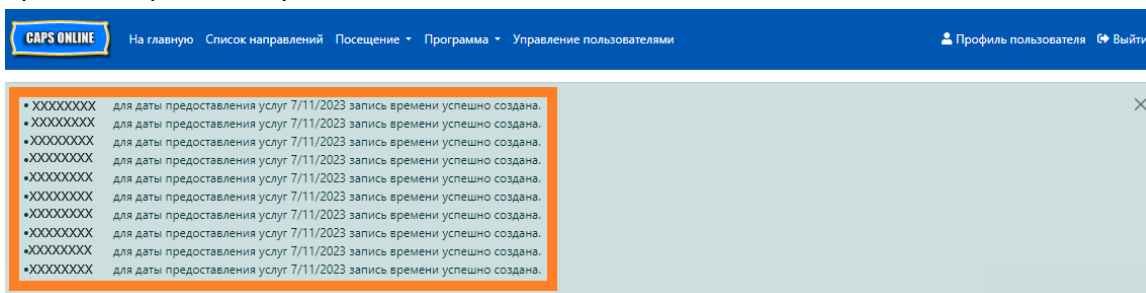 CAPS ONLINE На главную Список направлений Посещение Программа Управление пользователями Профиль пользователя Выйти
• XXXXXXXX для даты предоставления услуг 7/11/2023 запись времени успешно создана.
•XXXXXXXX для даты предоставления услуг 7/11/2023 запись времени успешно создана.
•XXXXXXXX для даты предоставления услуг 7/11/2023 запись времени успешно создана.
•XXXXXXXX для даты предоставления услуг 7/11/2023 запись времени успешно создана.
•XXXXXXXX для даты предоставления услуг 7/11/2023 запись времени успешно создана.
•XXXXXXXX для даты предоставления услуг 7/11/2023 запись времени успешно создана.
•XXXXXXXX для даты предоставления услуг 7/11/2023 запись времени успешно создана.
•XXXXXXXX для даты предоставления услуг 7/11/2023 запись времени успешно создана.
•XXXXXXXX для даты предоставления услуг 7/11/2023 запись времени успешно создана.
•XXXXXXXX для даты предоставления услуг 7/11/2023 запись времени успешно создана.